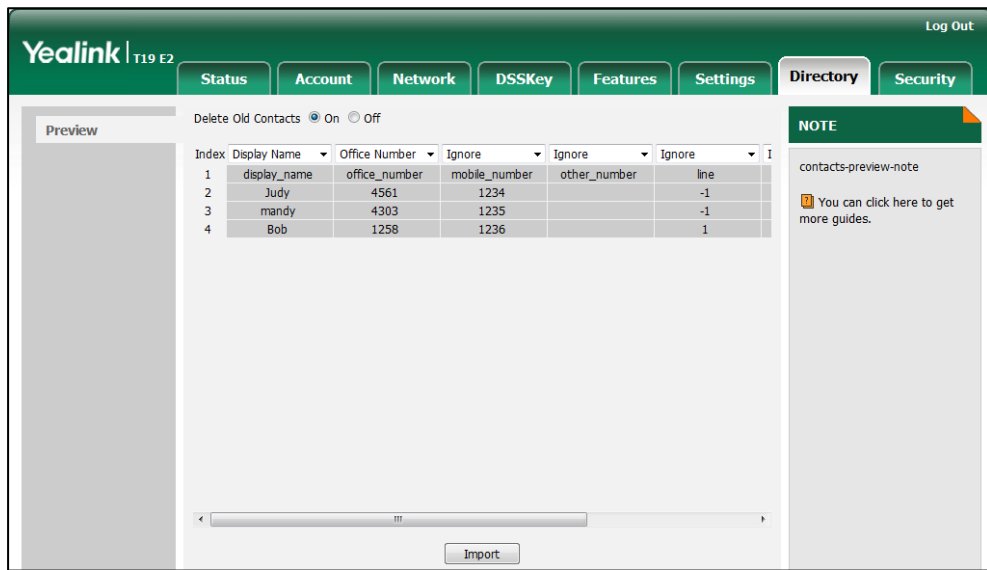 Log Out
Yealink | T19 E2
Status Account Network DSSKey Features Settings Directory Security
Preview
Delete Old Contacts On Off
NOTE
Index Display Name Office Number Ignore Ignore Ignore I
1 display_name office_number mobile_number other_number line
2 Judy 4561 1234 -1
3 mandy 4303 1235 -1
4 Bob 1258 1236 1
contacts-preview-note
? You can click here to get
more guides.
Import